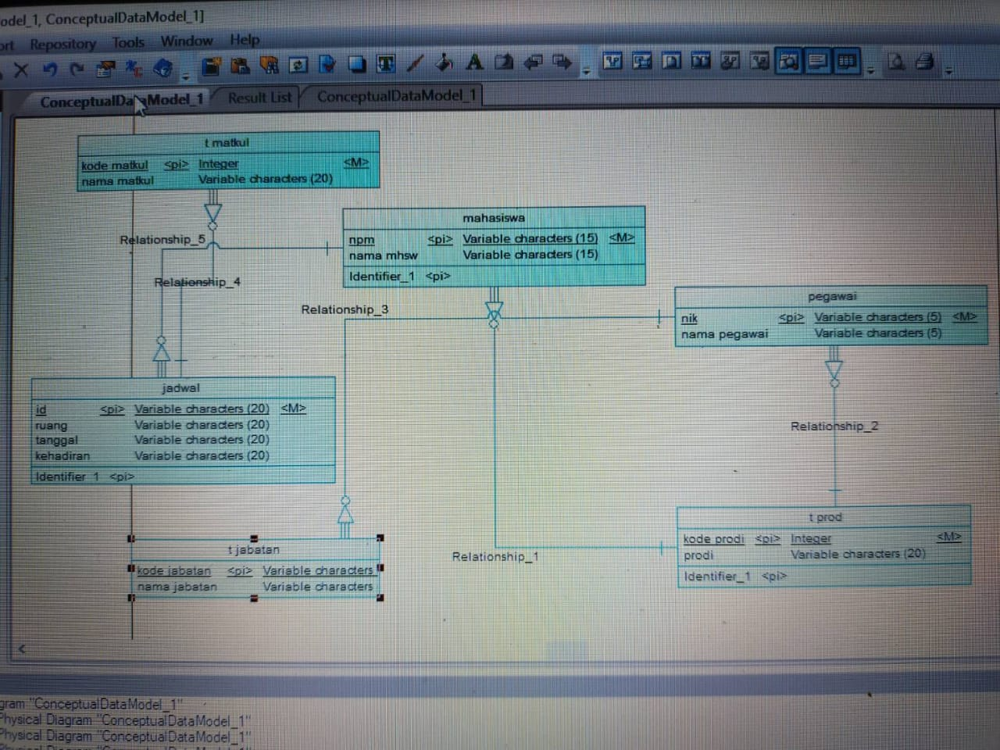 odel_1, ConceptualDataModel_1]
ort Repository Tools Window Help
ConceptualDataModel_1 Result List ConceptualDataModel_1
t matkul
kode matkul <pi> Integer <M>
nama matkul Variable characters (20)
mahasiswa
npm <pi> Variable characters (15) <M>
nama mhsw Variable characters (15)
Identifier_1 <pi>
Relationship_5
Relationship_4
Relationship_3
pegawai
nik <pi> Variable characters (5) <M>
nama pegawai Variable characters (5)
jadwal
id <pi> Variable characters (20) <M>
ruang Variable characters (20)
tanggal Variable characters (20)
kehadiran Variable characters (20)
Identifier_1 <pi>
Relationship_2
t prod
kode prodi <pi> Integer <M>
prodi Variable characters (20)
Identifier_1 <pi>
t jabatan
kode jabatan <pi> Variable characters
nama jabatan Variable characters
Relationship_1
gram "ConceptualDataModel_1"
Physical Diagram "ConceptualDataModel_1"
Physical Diagram "ConceptualDataModel_1"
Physical Diagram "ConceptualDataModel_1"